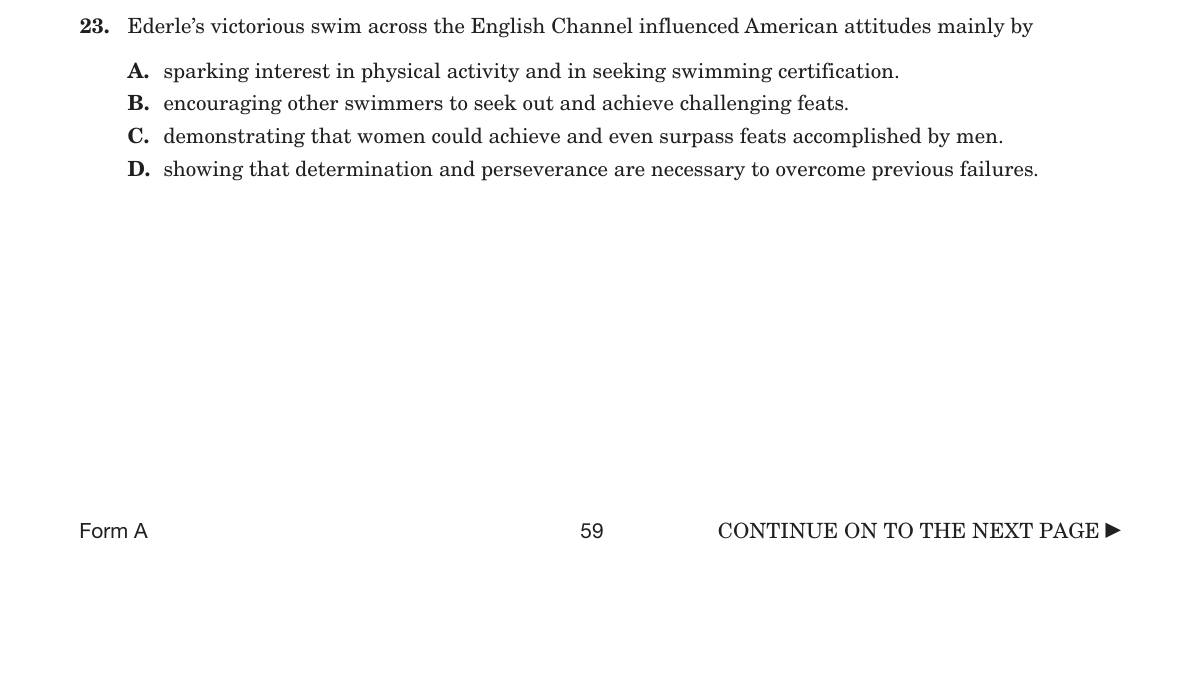 23. Ederle’s victorious swim across the English Channel influenced American attitudes mainly by
A. sparking interest in physical activity and in seeking swimming certification.
B. encouraging other swimmers to seek out and achieve challenging feats.
C. demonstrating that women could achieve and even surpass feats accomplished by men.
D. showing that determination and perseverance are necessary to overcome previous failures.
Form A 59 CONTINUE ON TO THE NEXT PAGE ►